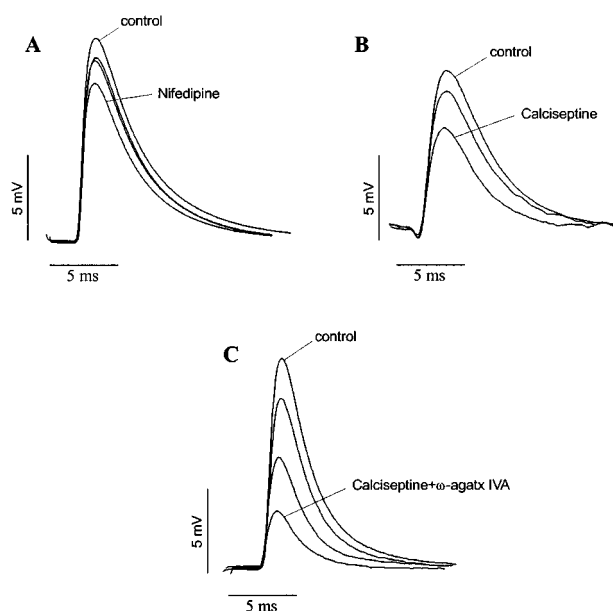 A
control
Nifedipine
5 mV
5 ms
B
control
Calciseptine
5 mV
5 ms
C
control
Calciseptine+ω-agatx IVA
5 mV
5 ms